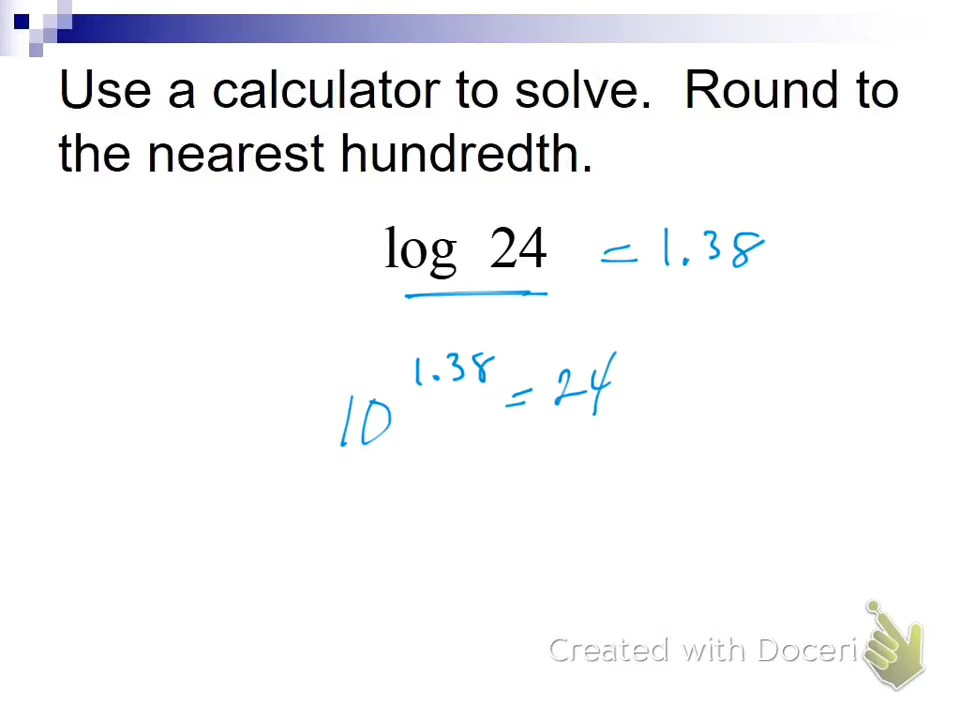 Use a calculator to solve. Round to
the nearest hundredth.
log 24 = 1.38
10^1.38 = 24
Created with Doceri